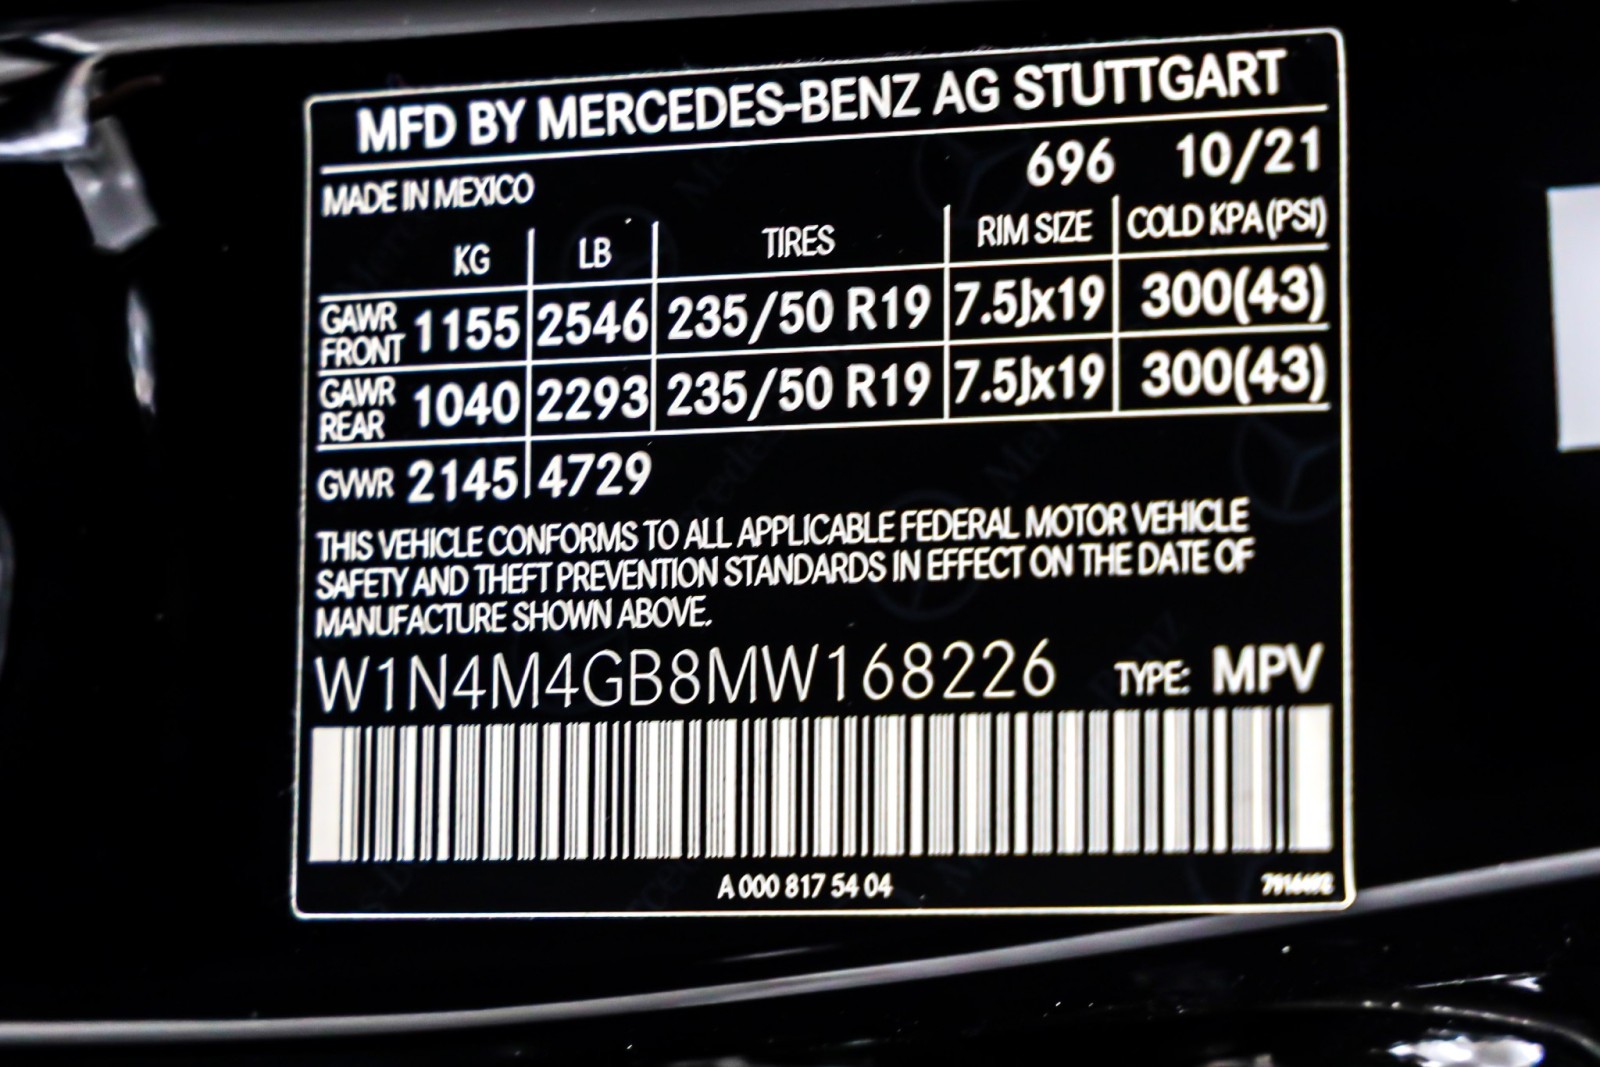 MFD BY MERCEDES-BENZ AG STUTTGART
696 10/21
MADE IN MEXICO
KG LB TIRES RIM SIZE COLD KPA (PSI)
GAWR FRONT 1155 2546 235/50 R19 7.5Jx19 300(43)
GAWR REAR 1040 2293 235/50 R19 7.5Jx19 300(43)
GVWR 2145 4729
THIS VEHICLE CONFORMS TO ALL APPLICABLE FEDERAL MOTOR VEHICLE
SAFETY AND THEFT PREVENTION STANDARDS IN EFFECT ON THE DATE OF
MANUFACTURE SHOWN ABOVE.
W1N4M4GB8MW168226 TYPE: MPV
A 000 817 54 04